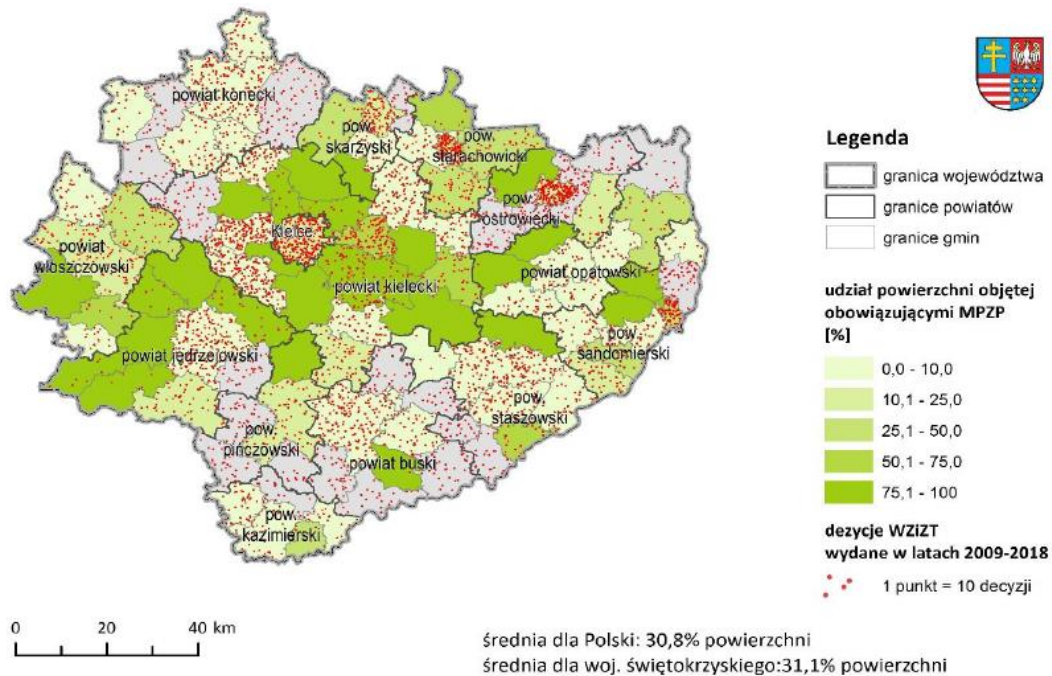 powiat konecki
pow.
skarżyski
pow.
starachowicki
pow.
ostrowiecki
Kielce
powiat
włoszczowski
powiat kielecki
powiat opatowski
powiat jędrzejowski
pow.
sandomierski
pow.
staszowski
pow.
pińczowski
powiat buski
pow.
kazimierski
Legenda
granica województwa
granice powiatów
granice gmin
udział powierzchni objętej
obowiązującymi MPZP
[%]
0,0 - 10,0
10,1 - 25,0
25,1 - 50,0
50,1 - 75,0
75,1 - 100
dezycje WZiZT
wydane w latach 2009-2018
1 punkt = 10 decyzji
0 20 40 km
średnia dla Polski: 30,8% powierzchni
średnia dla woj. świętokrzyskiego:31,1% powierzchni